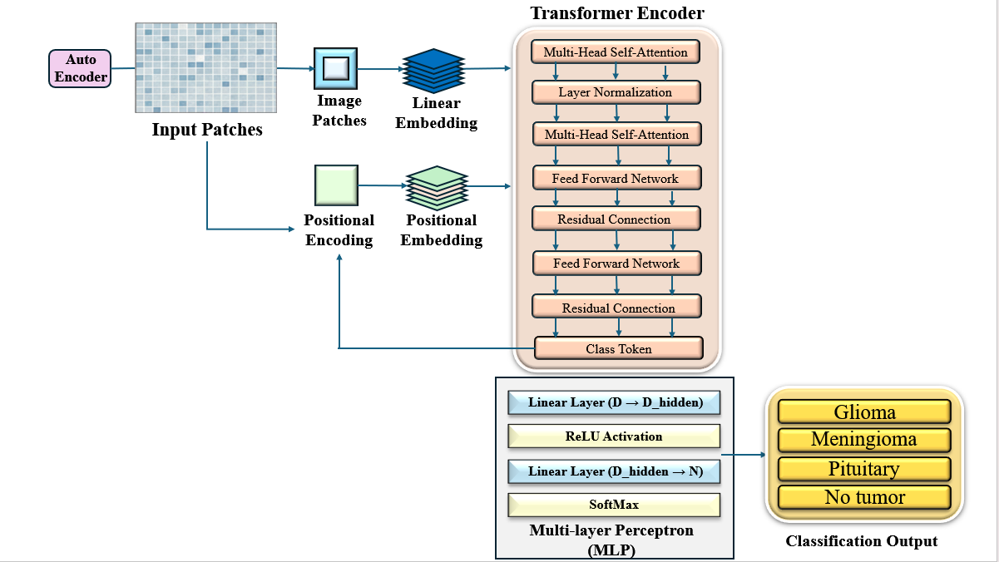 Transformer Encoder
Auto
Encoder
Input Patches
Image
Patches
Linear
Embedding
Positional
Encoding
Positional
Embedding
Multi-Head Self-Attention
Layer Normalization
Multi-Head Self-Attention
Feed Forward Network
Residual Connection
Feed Forward Network
Residual Connection
Class Token
Linear Layer (D → D_hidden)
ReLU Activation
Linear Layer (D_hidden → N)
SoftMax
Multi-layer Perceptron
(MLP)
Glioma
Meningioma
Pituitary
No tumor
Classification Output